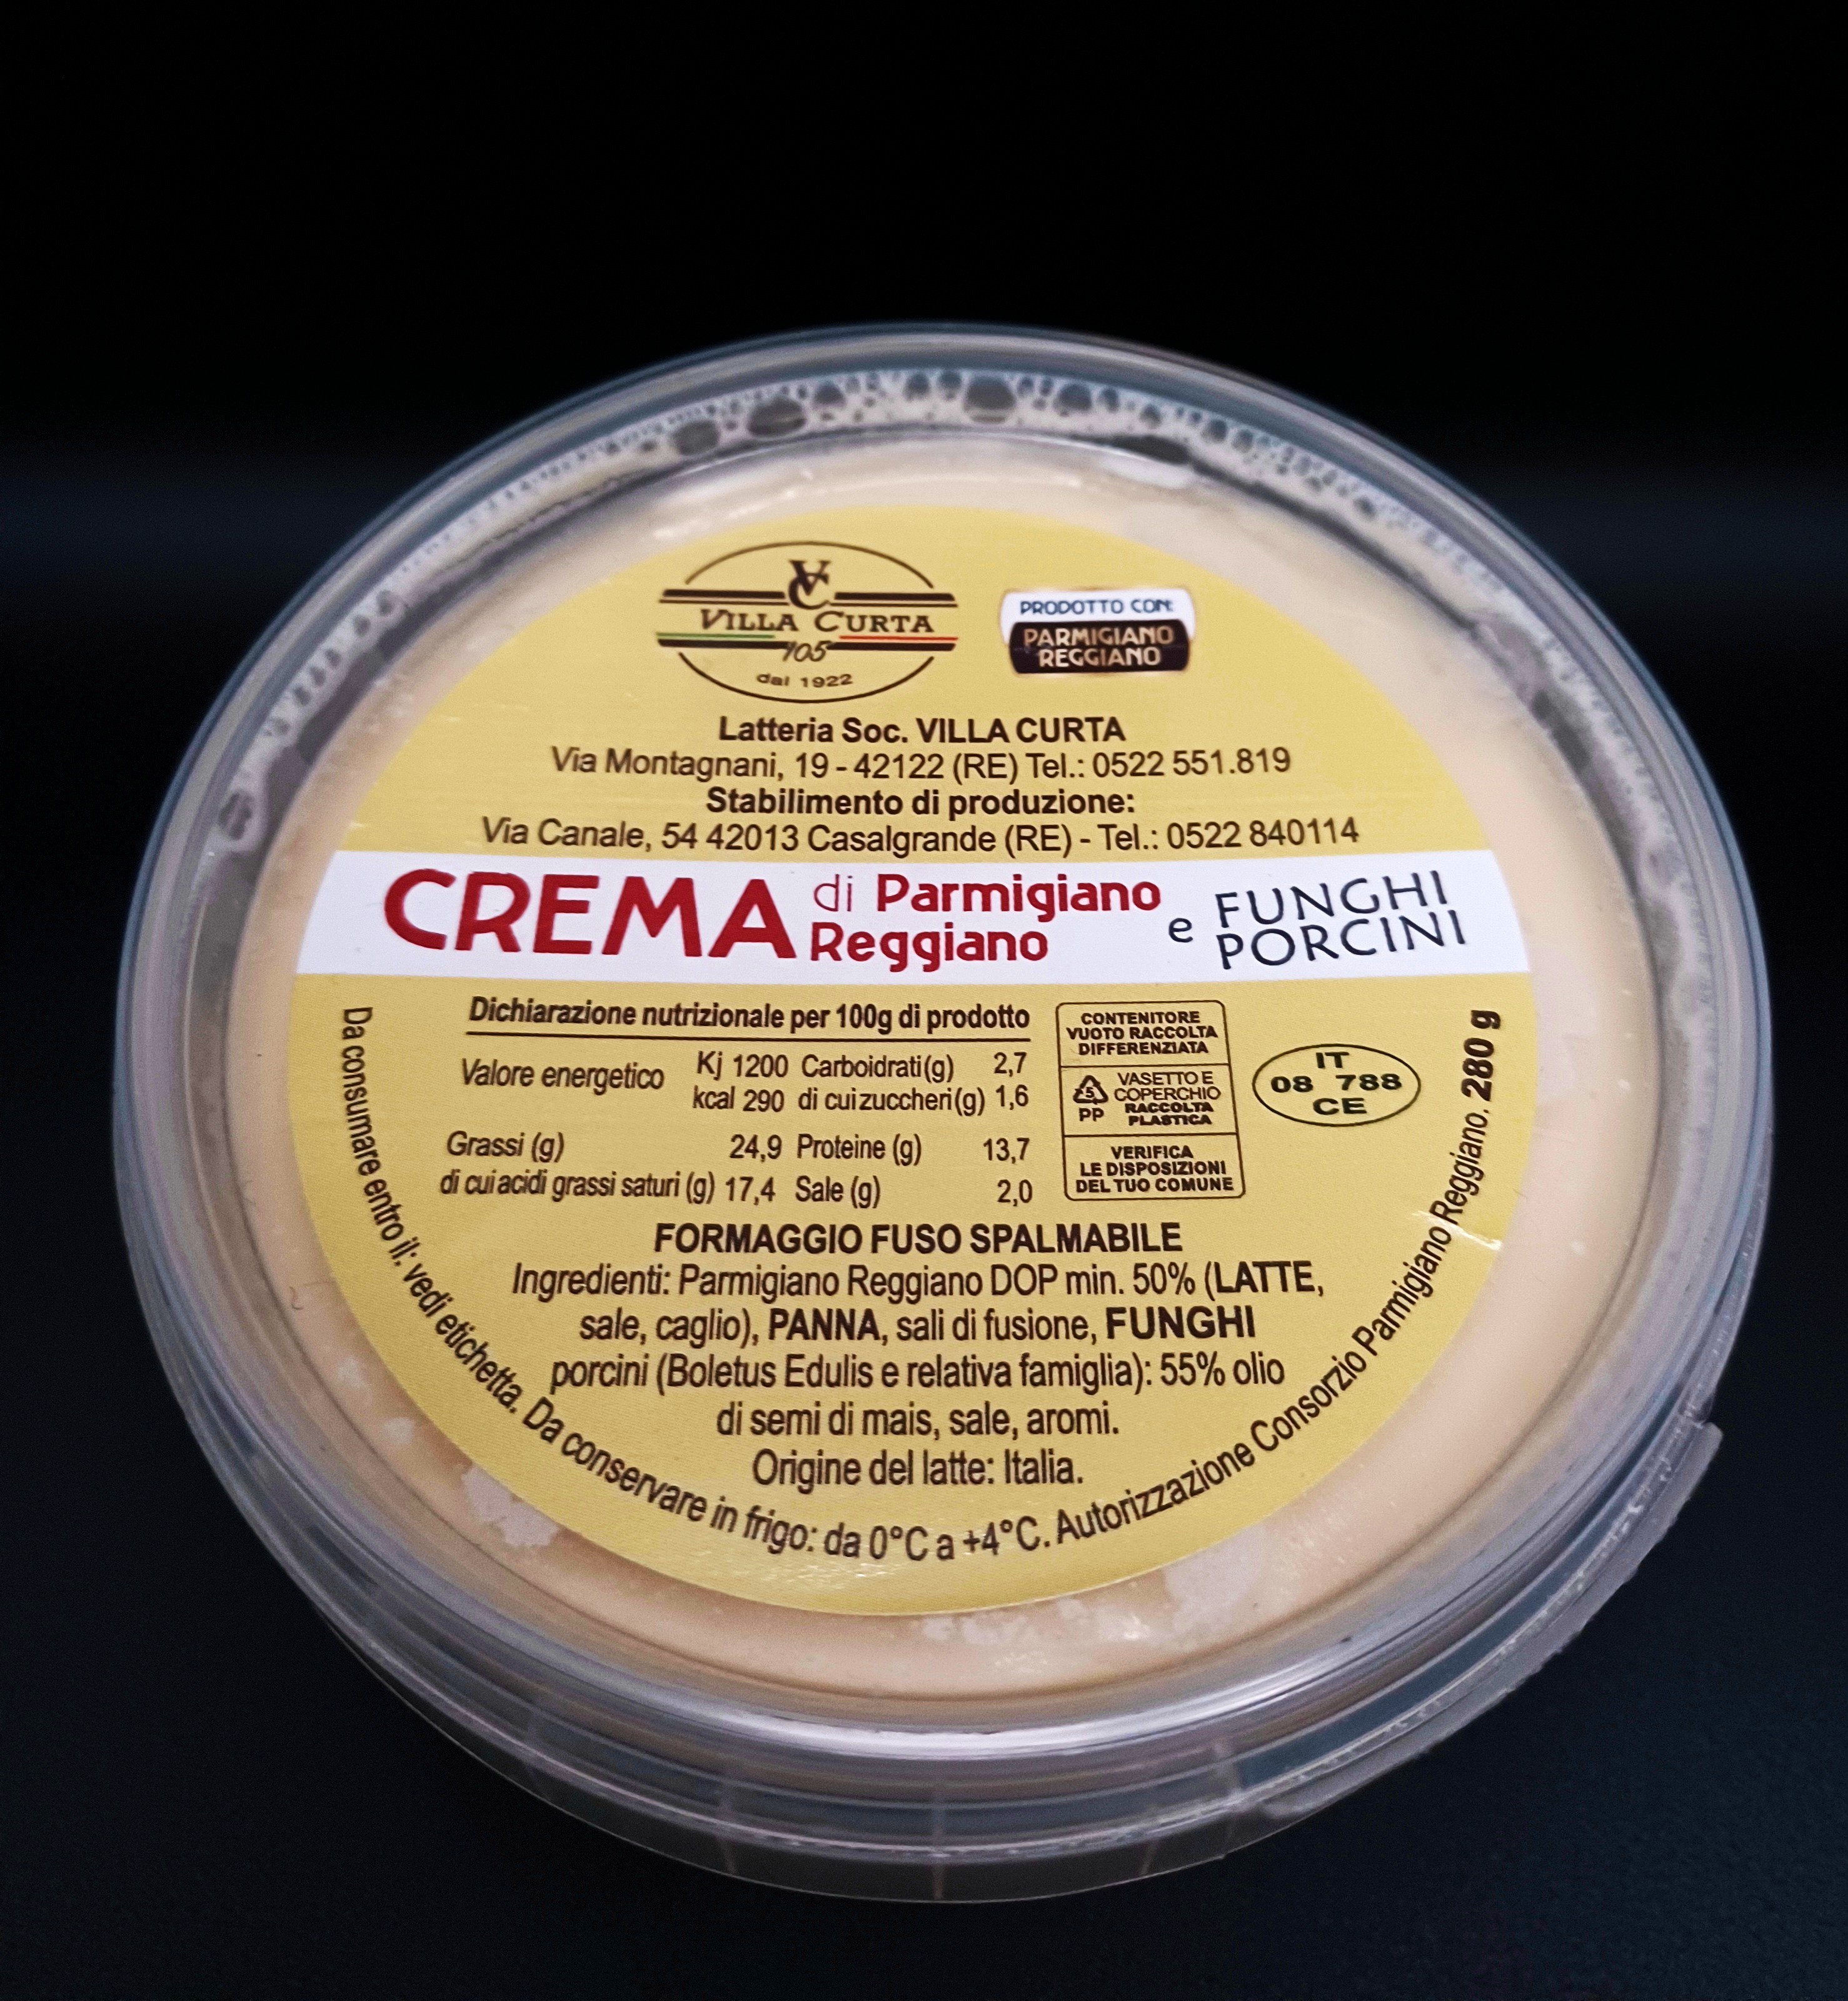 VC
VILLA CURTA
105
dal 1922
PRODOTTO CON:
PARMIGIANO
REGGIANO
Latteria Soc. VILLA CURTA
Via Montagnani, 19 - 42122 (RE) Tel.: 0522 551.819
Stabilimento di produzione:
Via Canale, 54 42013 Casalgrande (RE) - Tel.: 0522 840114
CREMA di Parmigiano Reggiano e FUNGHI PORCINI
Dichiarazione nutrizionale per 100g di prodotto
Valore energetico Kj 1200 Carboidrati (g) 2,7
kcal 290 di cui zuccheri (g) 1,6
Grassi (g) 24,9 Proteine (g) 13,7
di cui acidi grassi saturi (g) 17,4 Sale (g) 2,0
CONTENITORE
VUOTO RACCOLTA
DIFFERENZIATA
5
PP
VASETTO E
COPERCHIO
RACCOLTA
PLASTICA
VERIFICA
LE DISPOSIZIONI
DEL TUO COMUNE
IT
08 788
CE
FORMAGGIO FUSO SPALMABILE
Ingredienti: Parmigiano Reggiano DOP min. 50% (LATTE,
sale, caglio), PANNA, sali di fusione, FUNGHI
porcini (Boletus Edulis e relativa famiglia): 55% olio
di semi di mais, sale, aromi.
Origine del latte: Italia.
Da consumare entro il: vedi etichetta. Da conservare in frigo: da 0°C a +4°C. Autorizzazione Consorzio Parmigiano Reggiano. 280 g